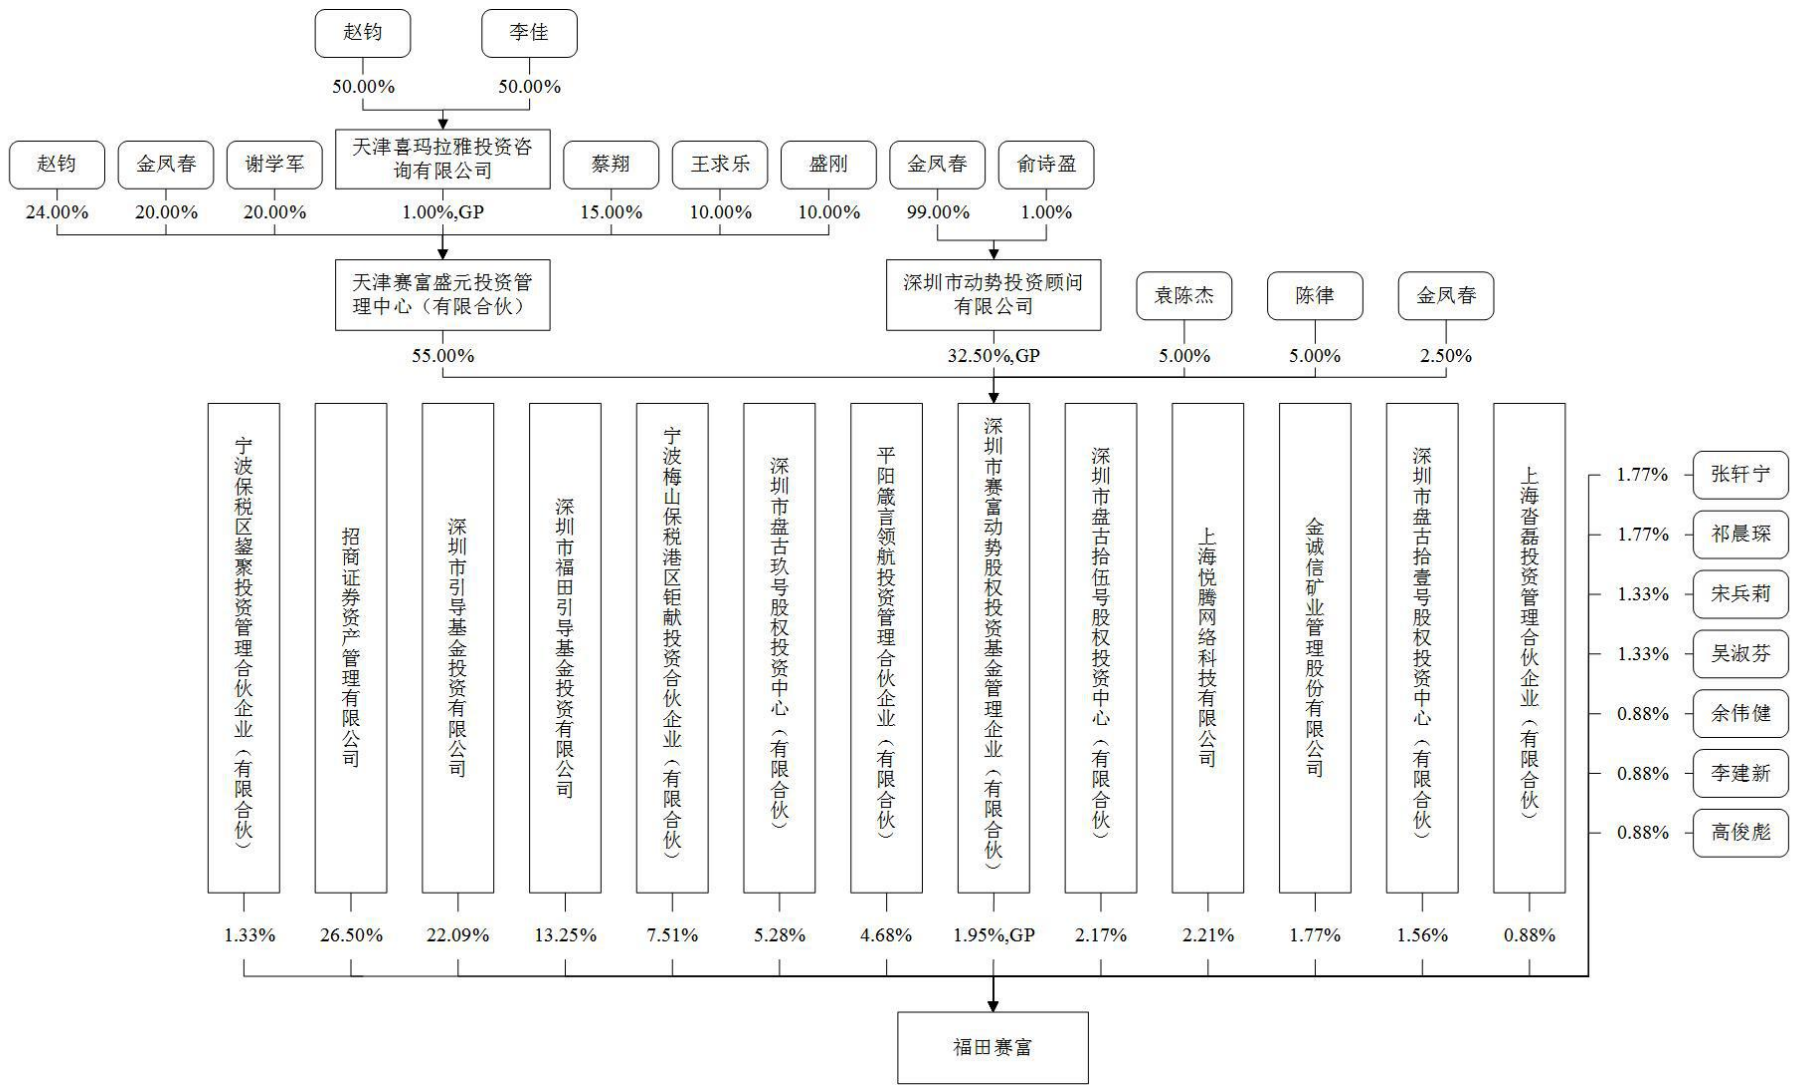 赵钧
李佳
50.00%
50.00%
赵钧
金凤春
谢学军
天津喜玛拉雅投资咨
询有限公司
蔡翔
王求乐
盛刚
金凤春
俞诗盈
24.00%
20.00%
20.00%
1.00%,GP
15.00%
10.00%
10.00%
99.00%
1.00%
天津赛富盛元投资管
理中心（有限合伙）
深圳市动势投资顾问
有限公司
袁陈杰
陈律
金凤春
55.00%
32.50%,GP
5.00%
5.00%
2.50%
宁波保税区鋆聚投资管理合伙企业（有限合伙）
招商证券资产管理有限公司
深圳市引导基金投资有限公司
深圳市福田引导基金投资有限公司
宁波梅山保税港区钜献投资合伙企业（有限合伙）
深圳市盘古玖号股权投资中心（有限合伙）
平阳箴言领航投资管理合伙企业（有限合伙）
深圳市赛富动势股权投资基金管理企业（有限合伙）
深圳市盘古拾伍号股权投资中心（有限合伙）
上海悦腾网络科技有限公司
金诚信矿业管理股份有限公司
深圳市盘古拾壹号股权投资中心（有限合伙）
上海沓磊投资管理合伙企业（有限合伙）
1.77%
张轩宁
1.77%
祁晨琛
1.33%
宋兵莉
1.33%
吴淑芬
0.88%
余伟健
0.88%
李建新
0.88%
高俊彪
1.33%
26.50%
22.09%
13.25%
7.51%
5.28%
4.68%
1.95%,GP
2.17%
2.21%
1.77%
1.56%
0.88%
福田赛富